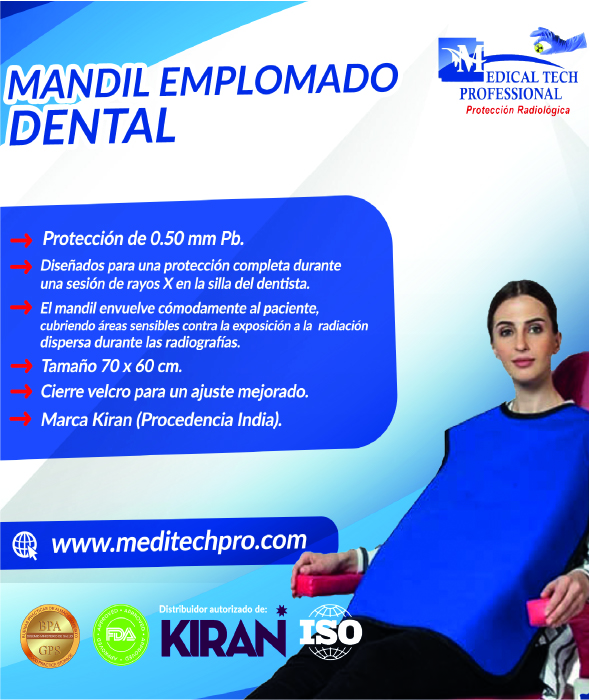 MANDIL EMPLOMADO
DENTAL
MEDICAL TECH
PROFESSIONAL
Protección Radiológica
Protección de 0.50 mm Pb.
Diseñados para una protección completa durante
una sesión de rayos X en la silla del dentista.
El mandil envuelve cómodamente al paciente,
cubriendo áreas sensibles contra la exposición a la radiación
dispersa durante las radiografías.
Tamaño 70 x 60 cm.
Cierre velcro para un ajuste mejorado.
Marca Kiran (Procedencia India).
www.meditechpro.com
BPA
GPS
FDA
Distribuidor autorizado de:
KIRAN
ISO